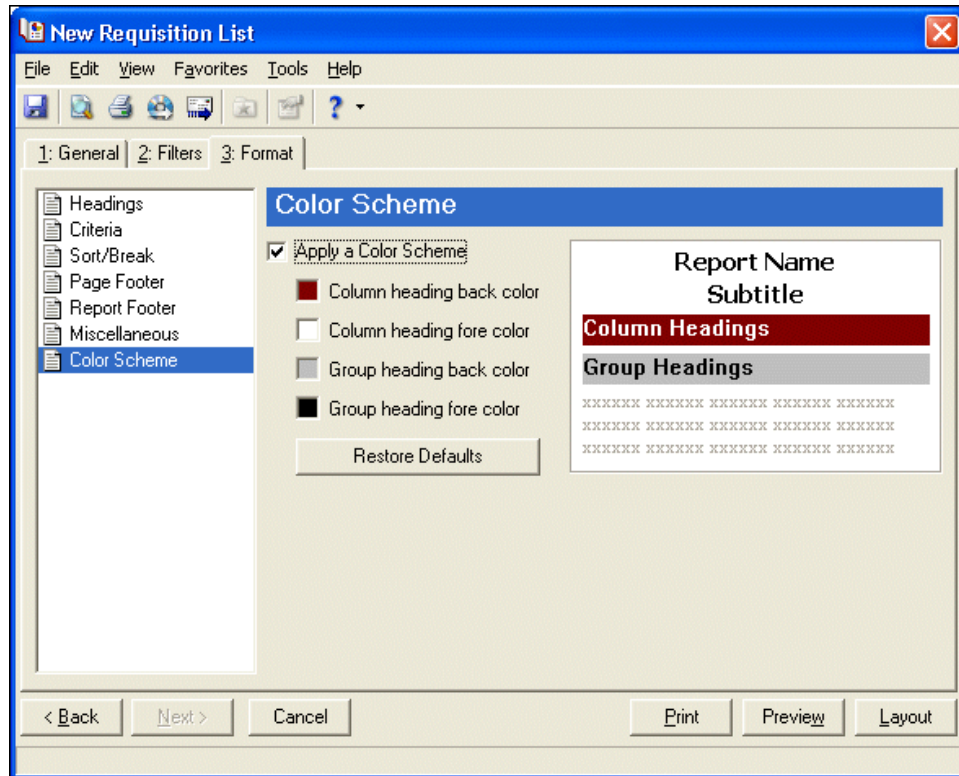 New Requisition List
File Edit View Favorites Tools Help
?
1: General 2: Filters 3: Format
Headings
Criteria
Sort/Break
Page Footer
Report Footer
Miscellaneous
Color Scheme
Color Scheme
Apply a Color Scheme
Column heading back color
Column heading fore color
Group heading back color
Group heading fore color
Restore Defaults
Report Name
Subtitle
Column Headings
Group Headings
xxxxxx xxxxxx xxxxxx xxxxxx xxxxxx
xxxxxx xxxxxx xxxxxx xxxxxx xxxxxx
xxxxxx xxxxxx xxxxxx xxxxxx xxxxxx
< Back Next > Cancel Print Preview Layout